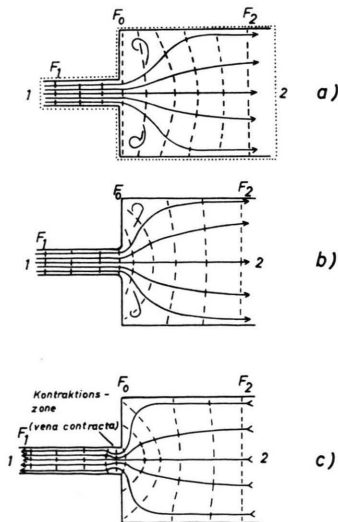 F₀ F₂
F₁
1 2 a)
F₀ F₂
F₁
1 2 b)
Kontraktions-
zone
(vena contracta)
F₀ F₂
F₁
1 2 c)